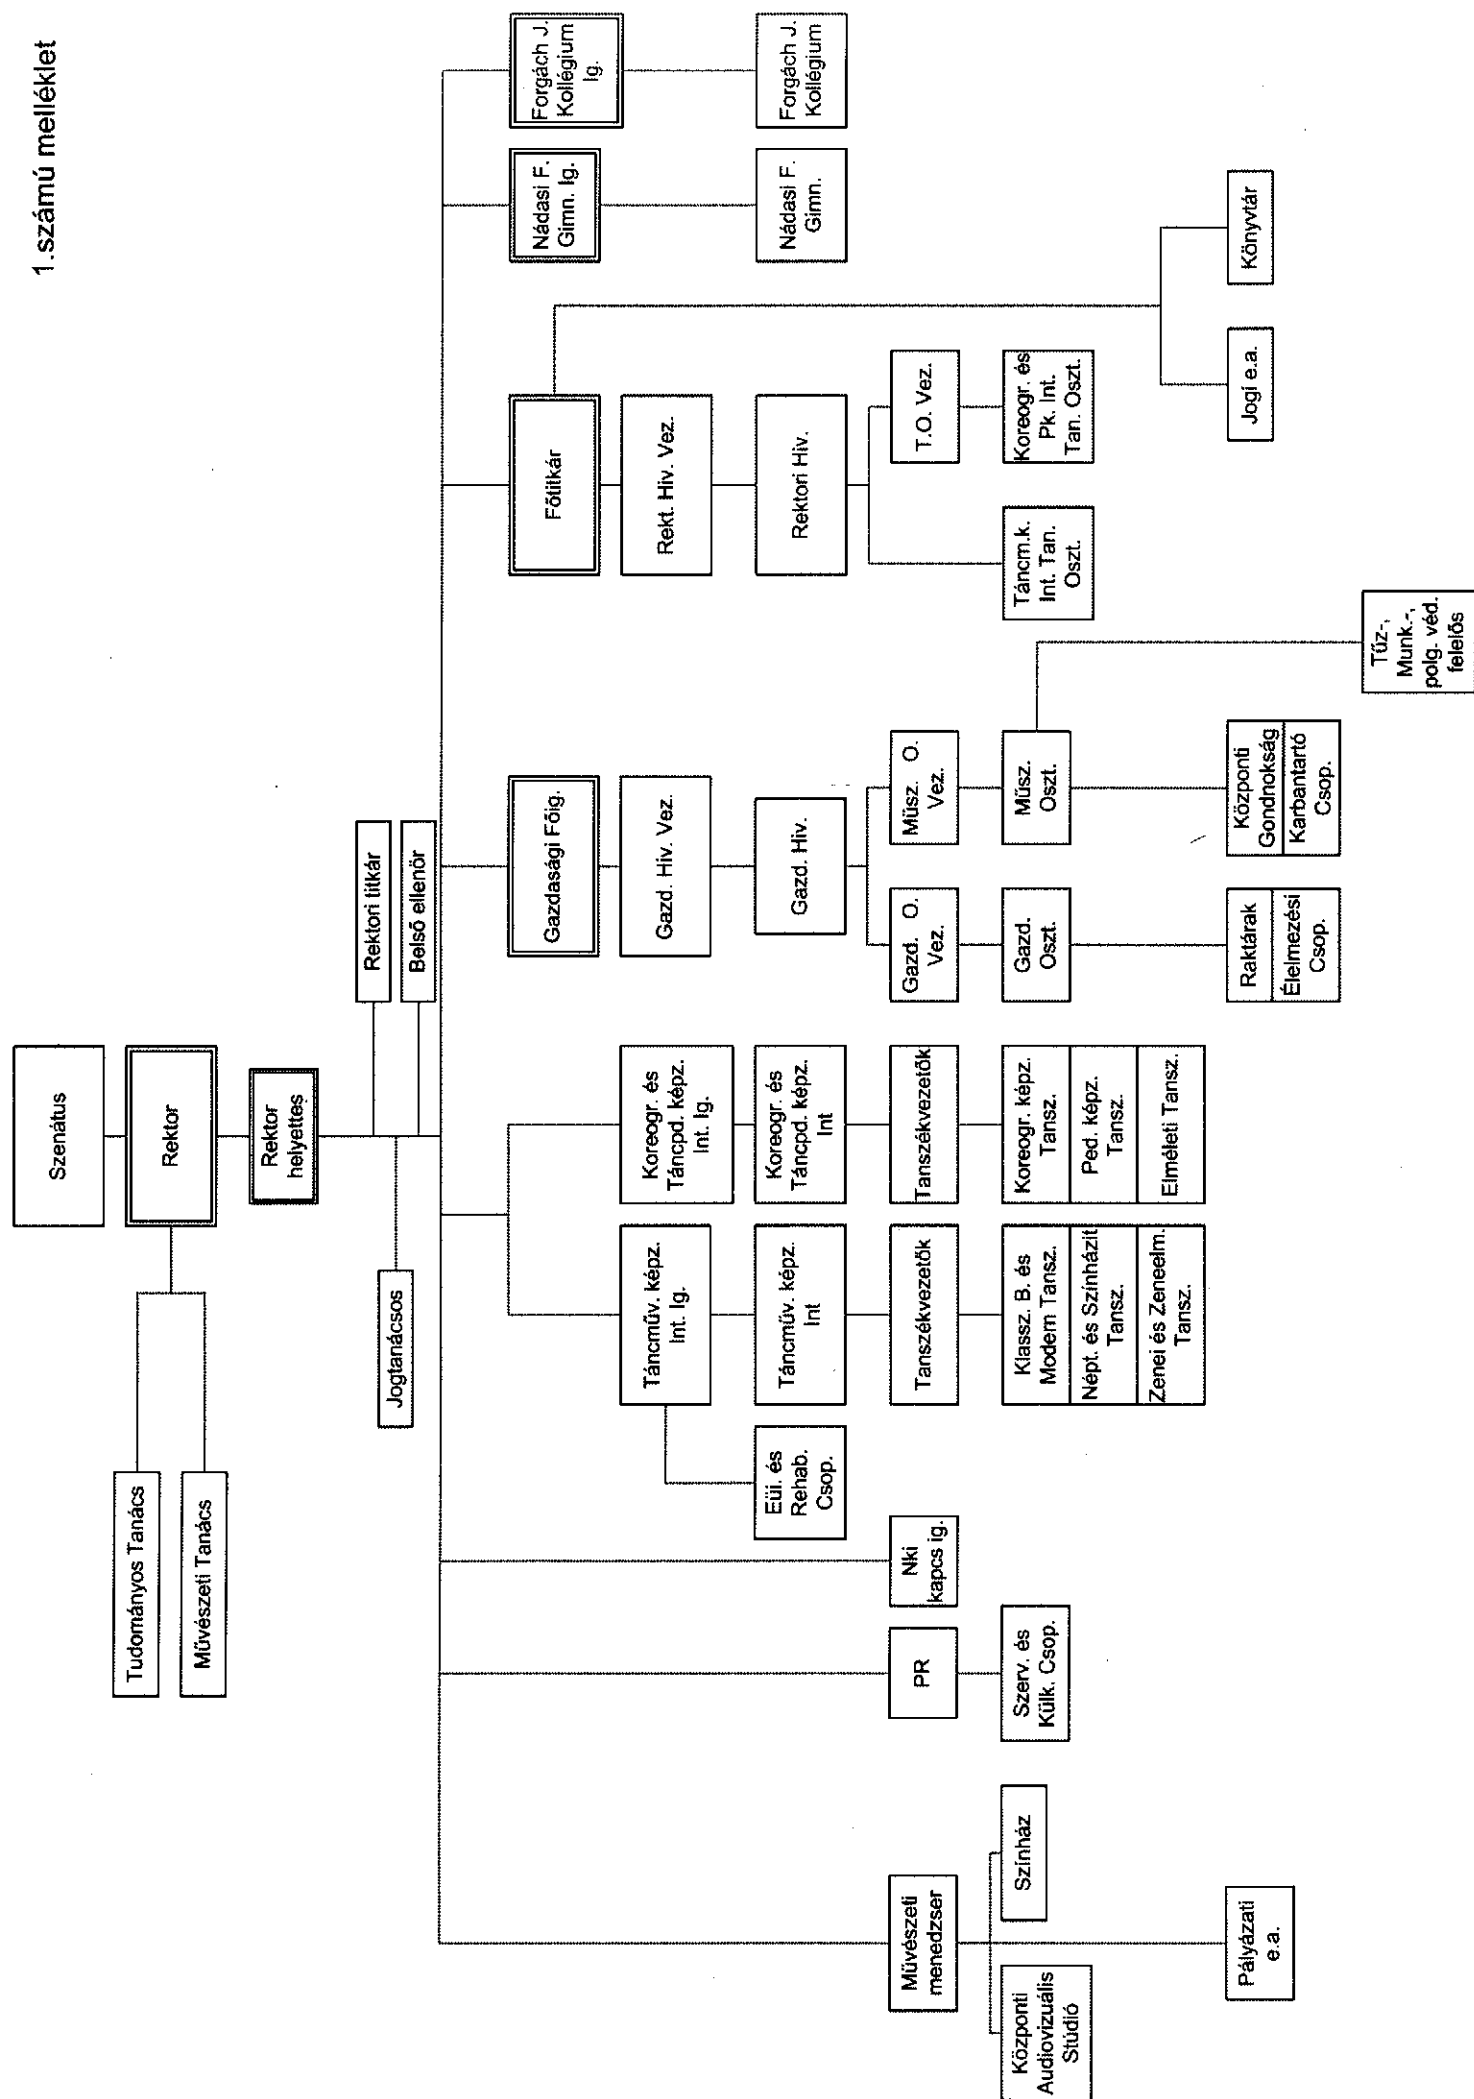 1.számú melléklet
Szenátus
Rektor
Rektor
helyettes
Tudományos Tanács
Művészeti Tanács
Rektori titkár
Belső ellenőr
Jogtanácsos
Művészeti
menedzser
Központi
Audiovizuális
Stúdió
Színház
Pályázati
e.a.
PR
Szerv. és
Külk. Csop.
Nki
kapcs ig.
Táncműv. képz.
Int. Ig.
Eüi. és
Rehab.
Csop.
Táncműv. képz.
Int
Tanszékvezetők
Klassz. B. és
Modern Tansz.
Népt. és Színházit
Tansz.
Zenei és Zeneelm.
Tansz.
Koreogr. és
Táncpd. képz.
Int. Ig.
Koreogr. és
Táncpd. képz.
Int
Tanszékvezetők
Koreogr. képz.
Tansz.
Ped. képz.
Tansz.
Elméleti Tansz.
Gazdasági Főig.
Gazd. Hiv. Vez.
Gazd. Hiv.
Gazd. O.
Vez.
Gazd.
Oszt.
Raktárak
Élelmezési
Csop.
Műsz. O.
Vez.
Műsz.
Oszt.
Központi
Gondnokság
Karbantartó
Csop.
Tűz-,
Munk.-,
polg. véd.
felelős
Főtitkár
Rekt. Hiv. Vez.
Rektori Hiv.
Táncm.k.
Int. Tan.
Oszt.
T.O. Vez.
Koreogr. és
Pk. Int.
Tan. Oszt.
Jogi e.a.
Könyvtár
Nádasi F.
Gimn. Ig.
Nádasi F.
Gimn.
Forgách J.
Kollégium
Ig.
Forgách J.
Kollégium